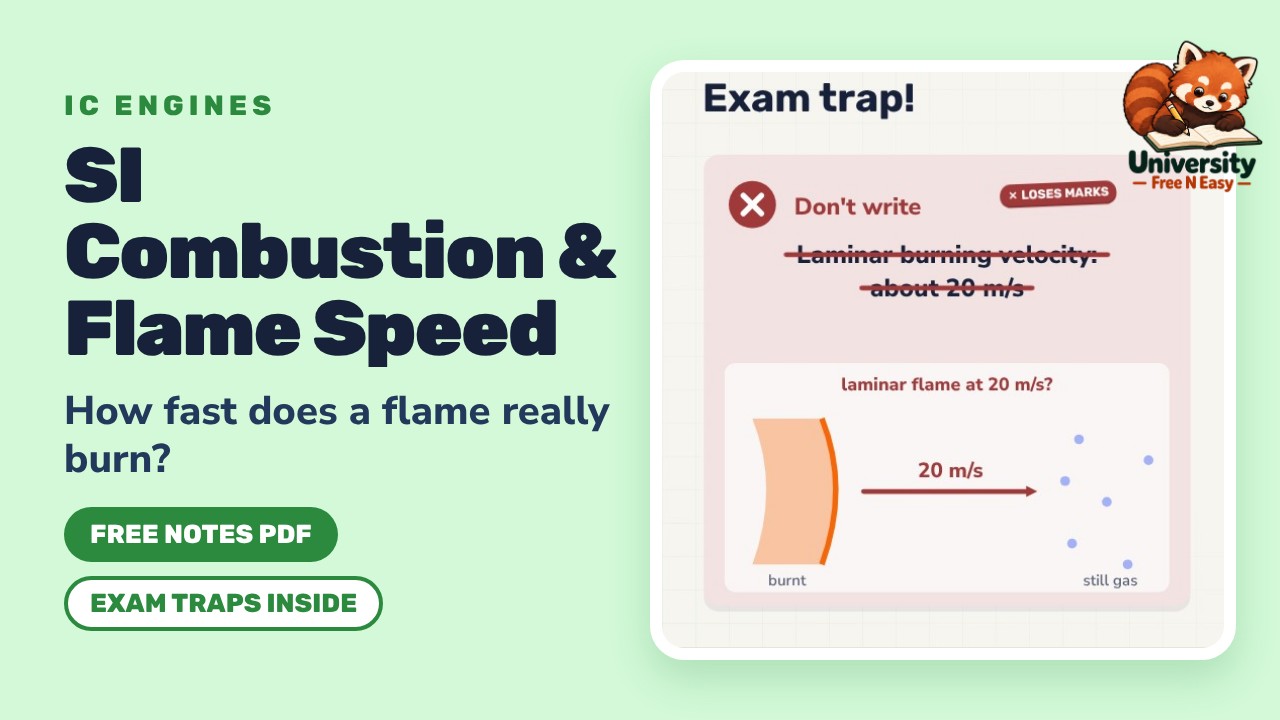 IC ENGINES
SI
Combustion &
Flame Speed
How fast does a flame really
burn?
FREE NOTES PDF
EXAM TRAPS INSIDE
Exam trap!
Don't write
× LOSES MARKS
Laminar burning velocity:
about 20 m/s
laminar flame at 20 m/s?
20 m/s
burnt
still gas
University
— Free N Easy —